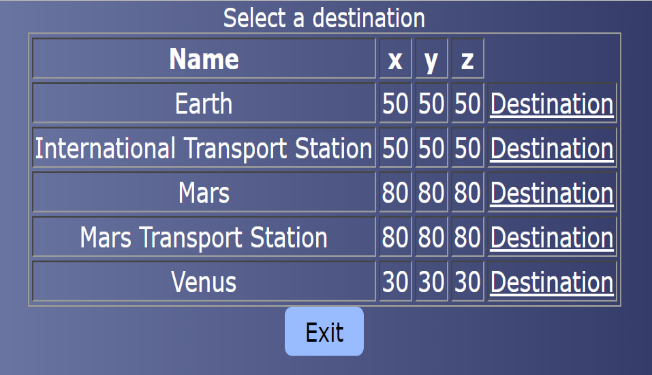 Select a destination
Name x y z
Earth 50 50 50 Destination
International Transport Station 50 50 50 Destination
Mars 80 80 80 Destination
Mars Transport Station 80 80 80 Destination
Venus 30 30 30 Destination
Exit